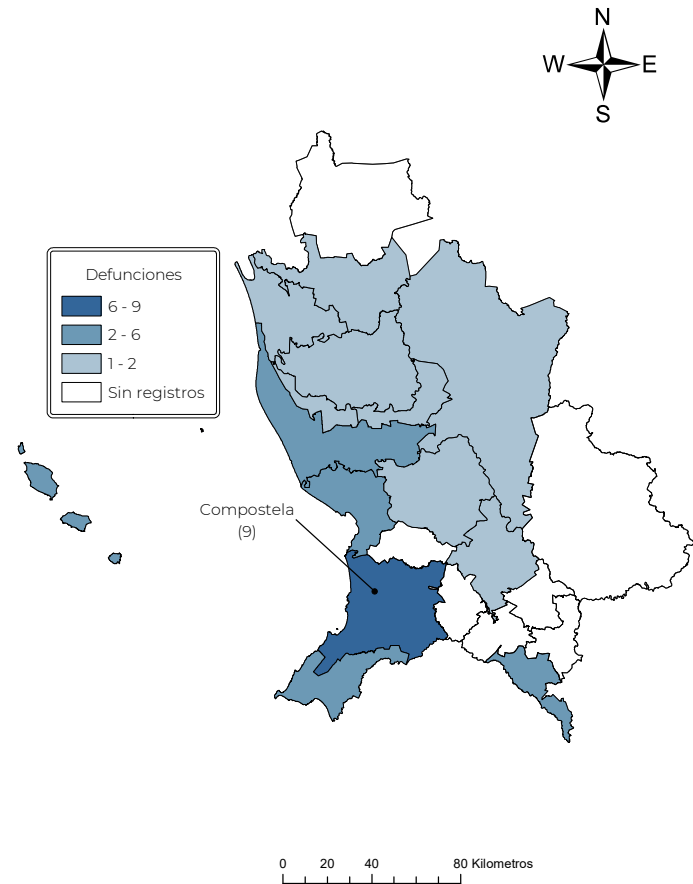 N
W E
S
Defunciones
6 - 9
2 - 6
1 - 2
Sin registros
Compostela
(9)
0 20 40 80 Kilometros